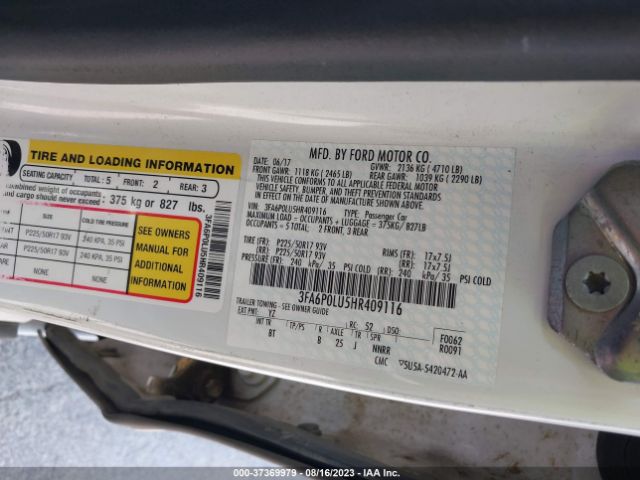 TIRE AND LOADING INFORMATION
SEATING CAPACITY TOTAL: 5 FRONT: 2 REAR: 3
combined weight of occupants
and cargo should never exceed: 375 kg or 827 lbs.
SIZE COLD TIRE PRESSURE
P225/50R17 93V 240 KPA, 35 PSI
P225/50R17 93V 240 KPA, 35 PSI
NONE NONE
SEE OWNERS
MANUAL FOR
ADDITIONAL
INFORMATION
3FA6P0LU5HR409116
MFD. BY FORD MOTOR CO.
DATE: 06/17 GVWR: 2136 KG ( 4710 LB)
FRONT GAWR: 1118 KG ( 2465 LB) REAR GAWR: 1039 KG ( 2290 LB)
THIS VEHICLE CONFORMS TO ALL APPLICABLE FEDERAL MOTOR
VEHICLE SAFETY, BUMPER, AND THEFT PREVENTION STANDARDS IN
EFFECT ON THE DATE OF MANUFACTURE SHOWN ABOVE.
VIN: 3FA6P0LU5HR409116 TYPE: Passenger Car
MAXIMUM LOAD = OCCUPANTS + LUGGAGE = 375KG/ 827LB
OCCUPANTS = 5 TOTAL: 2 FRONT, 3 REAR
TIRE (FR): P225/50R17 93V RIMS (FR): 17x7.5J
(RR): P225/50R17 93V (RR): 17x7.5J
PRESSURE (FR): 240 kPa/ 35 PSI COLD
(RR): 240 kPa/ 35 PSI COLD
3FA6P0LU5HR409116
TRAILER TOWING - SEE OWNER GUIDE
EXT PNT: YZ RC: 52 DSO: F0062
INT TR TP/PS R AXLE TR SPR R0091
BT B 25 J NNRR
CMC 5U5A-5420472-AA
000-37369979 - 08/16/2023 - IAA Inc.